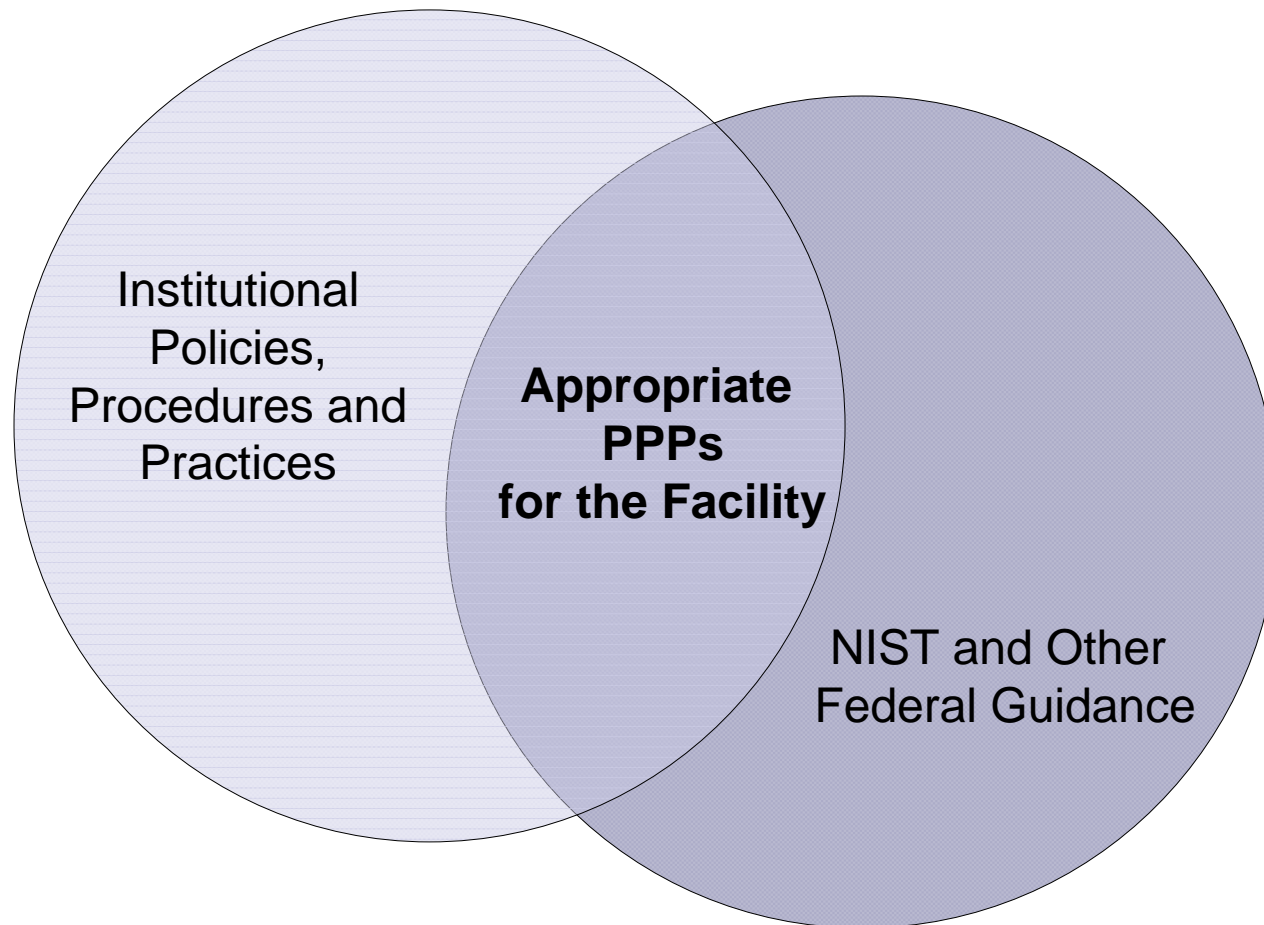 Institutional
Policies,
Procedures and
Practices
Appropriate
PPPs
for the Facility
NIST and Other
Federal Guidance